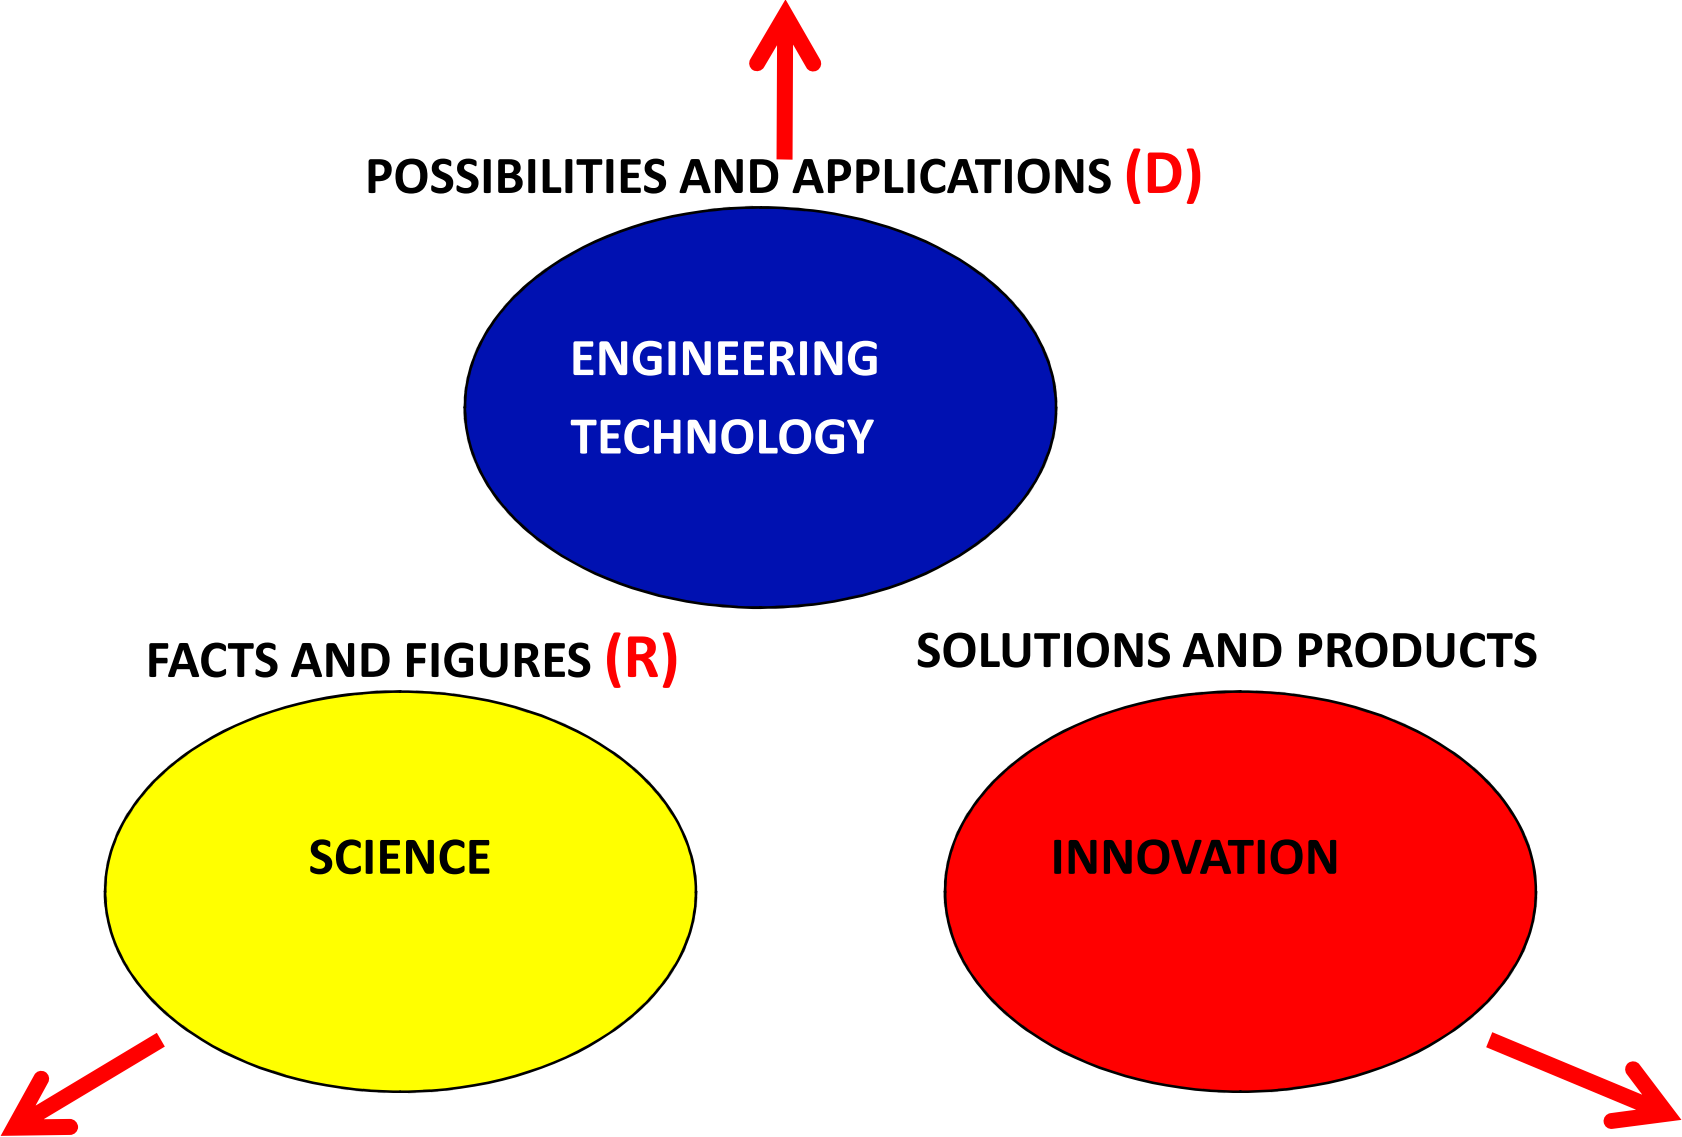 POSSIBILITIES AND APPLICATIONS (D)
ENGINEERING
TECHNOLOGY
FACTS AND FIGURES (R)
SCIENCE
SOLUTIONS AND PRODUCTS
INNOVATION